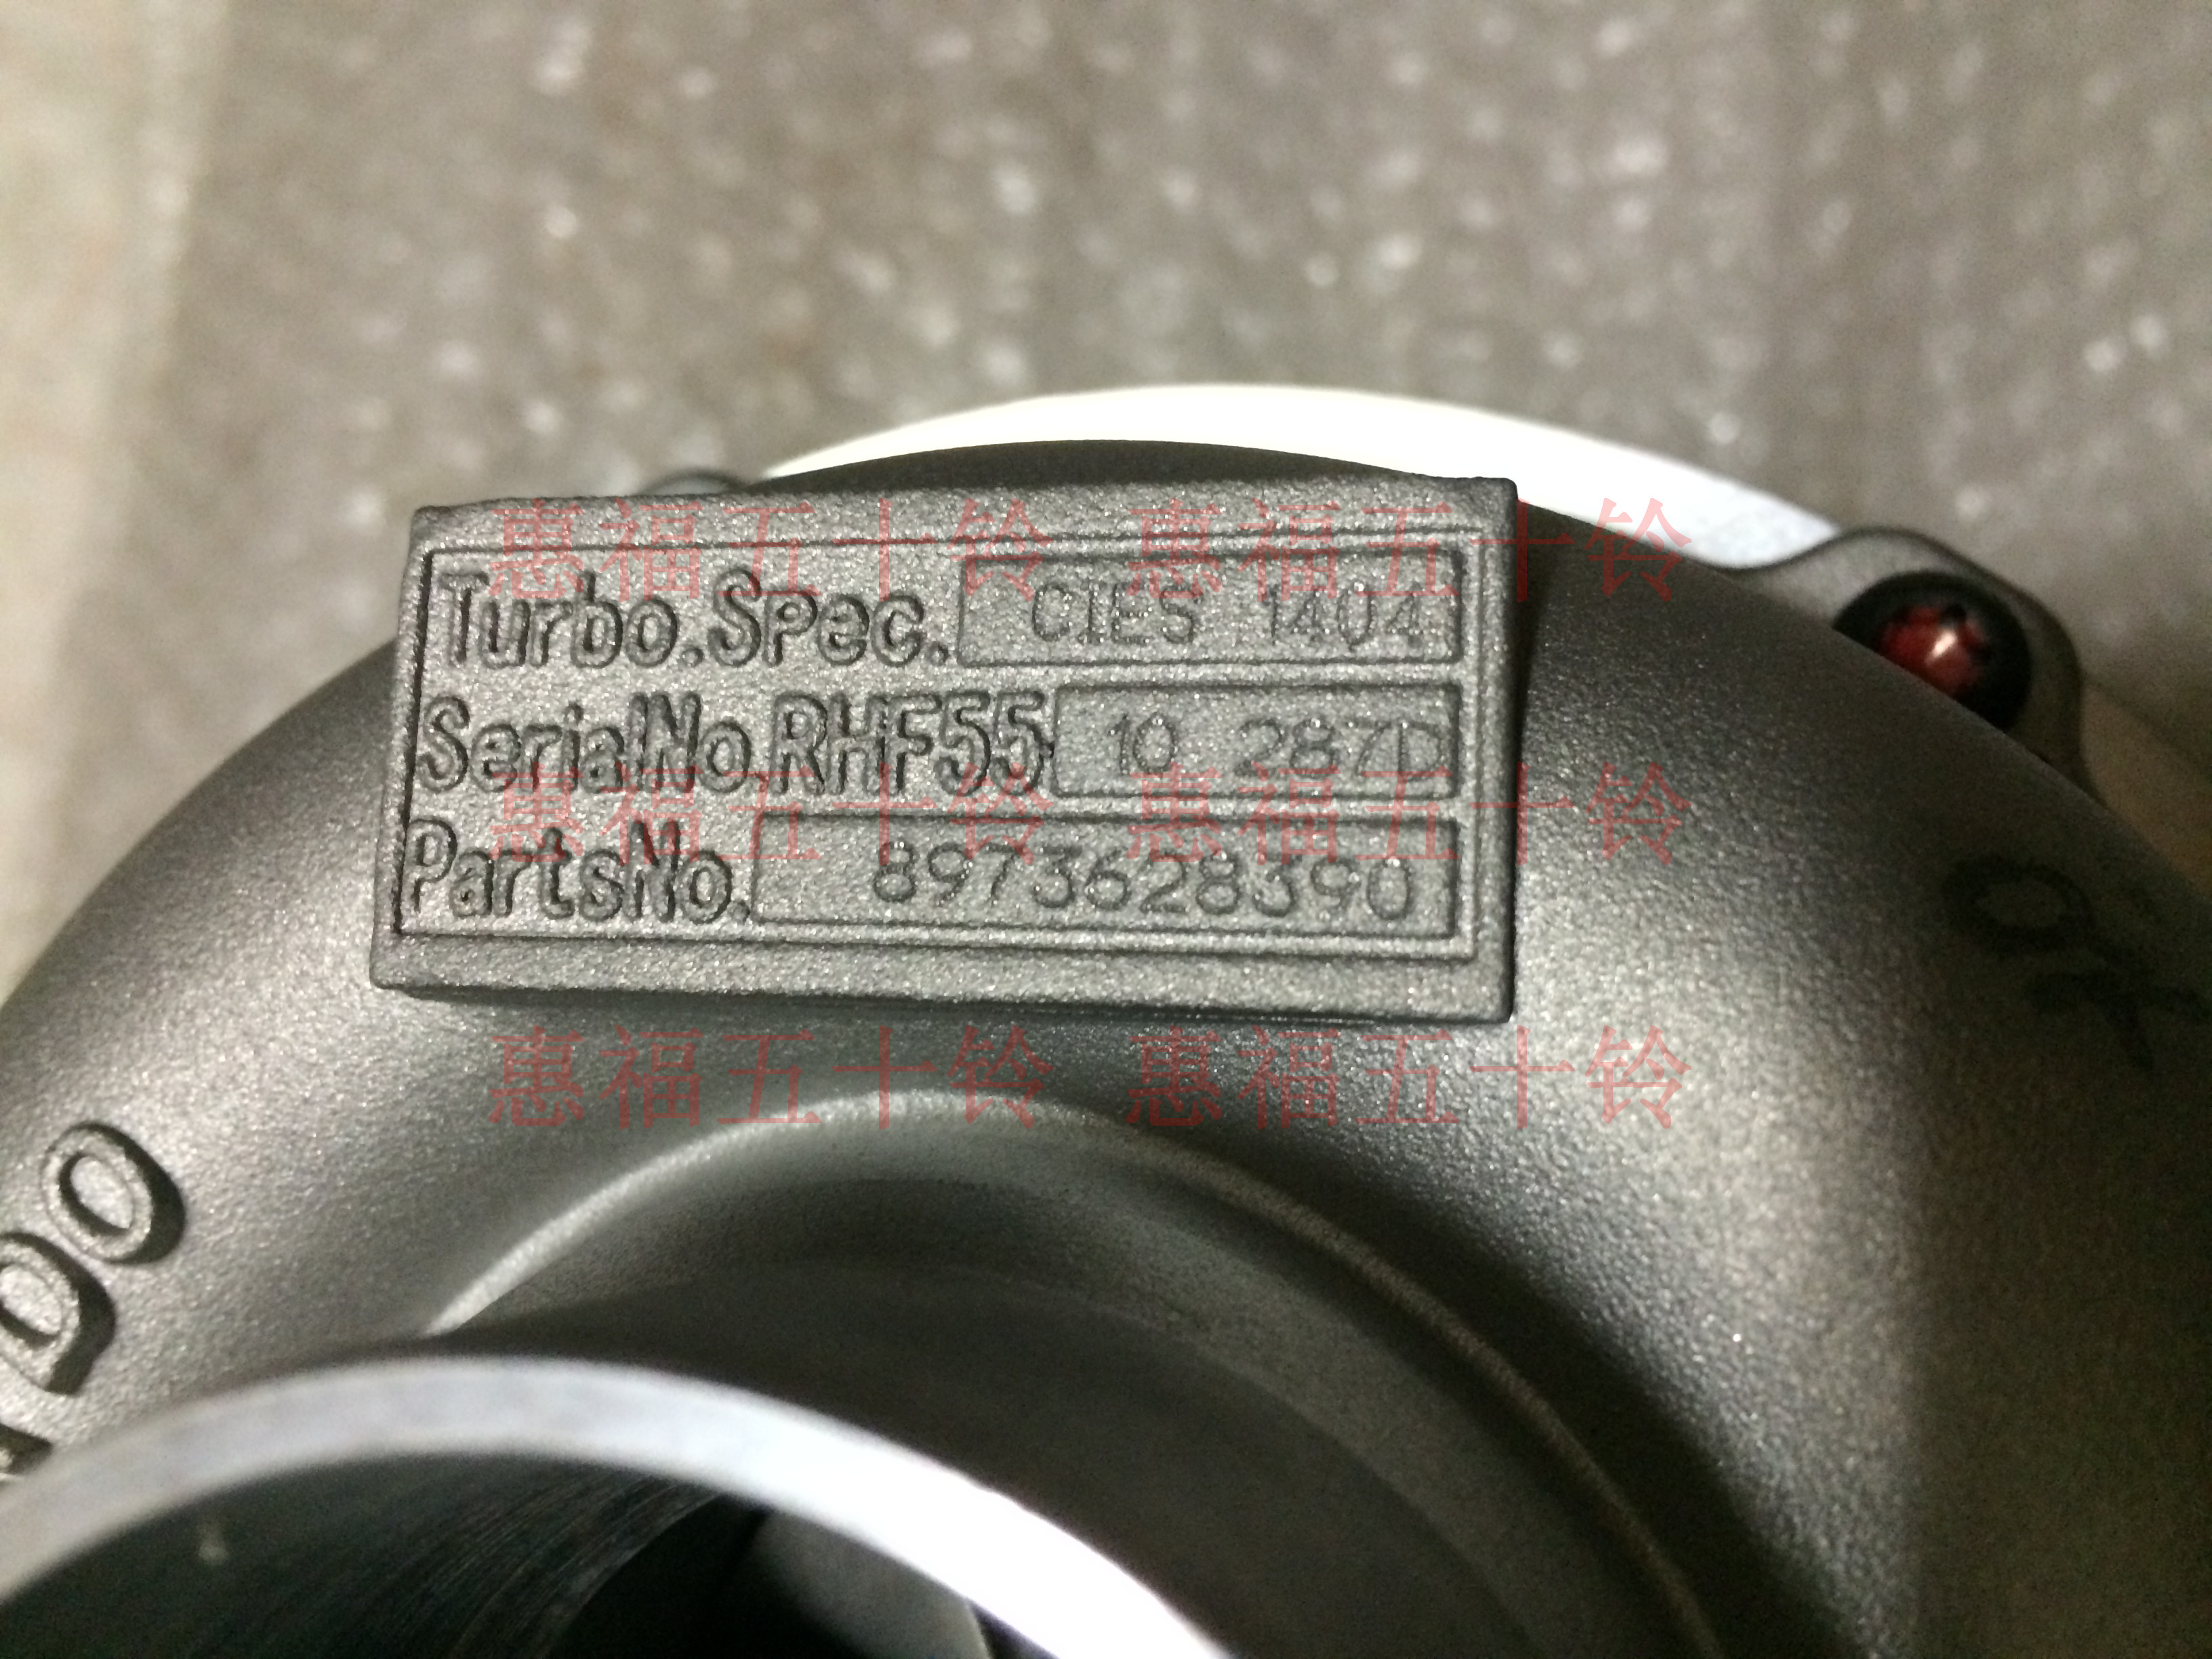 惠福五十铃 惠福五十铃
Turbo.Spec. CIES 1404
SerialNo.RHF55 10 287D
惠福五十铃 惠福五十铃
PartsNo. 8973628390
惠福五十铃 惠福五十铃
DO